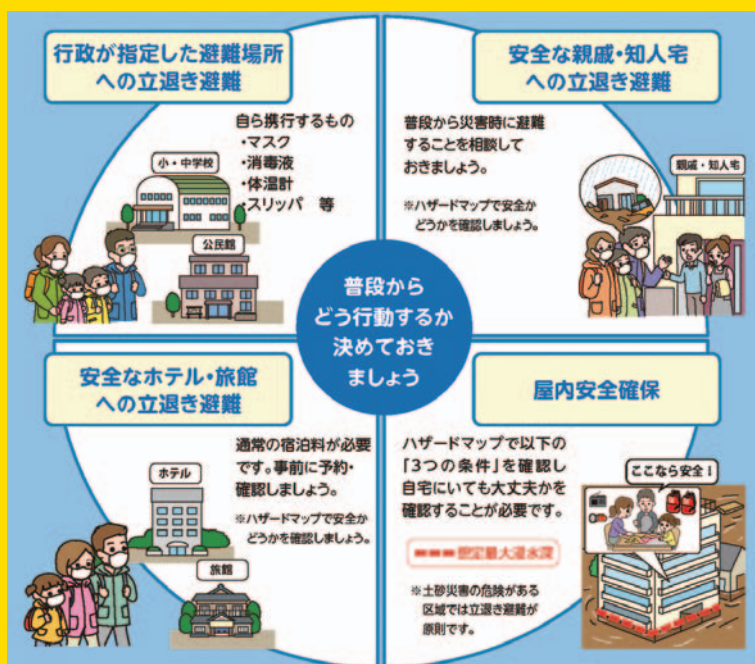 行政が指定した避難場所
への立退き避難
自ら携行するもの
・マスク
・消毒液
・体温計
・スリッパ 等
小・中学校
公民館
安全な親戚・知人宅
への立退き避難
普段から災害時に避難
することを相談して
おきましょう。
※ハザードマップで安全か
どうかを確認しましょう。
親戚・知人宅
普段から
どう行動するか
決めておき
ましょう
安全なホテル・旅館
への立退き避難
通常の宿泊料が必要
です。事前に予約・
確認しましょう。
※ハザードマップで安全か
どうかを確認しましょう。
ホテル
旅館
屋内安全確保
ハザードマップで以下の
「3つの条件」を確認し
自宅にいても大丈夫かを
確認することが必要です。
想定最大浸水深
※土砂災害の危険がある
区域では立退き避難が
原則です。
ここなら安全!